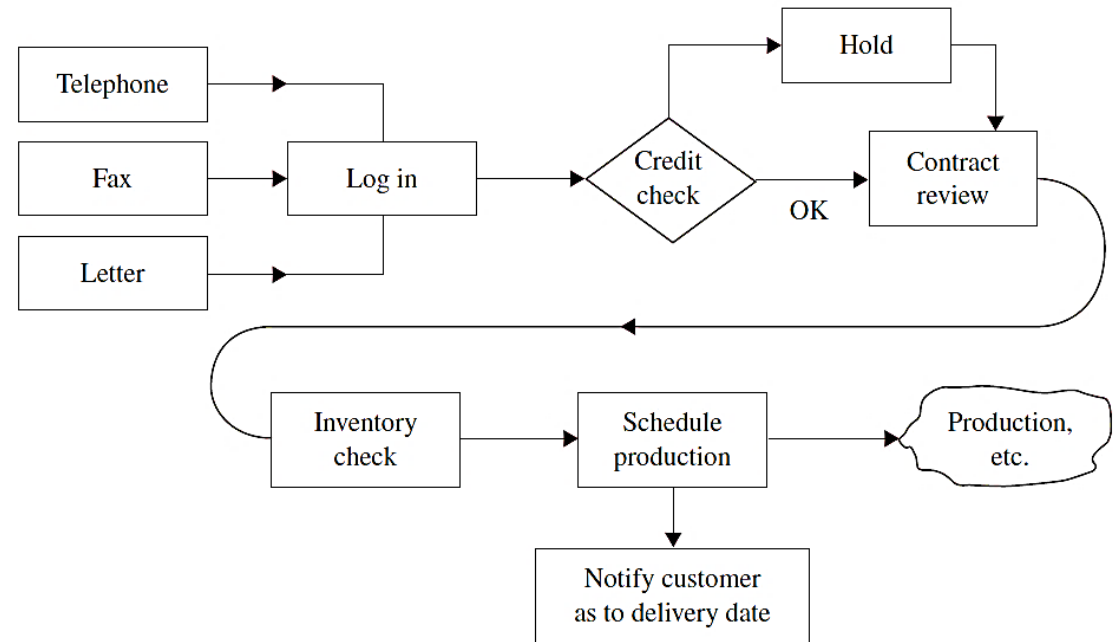 Telephone
Fax
Letter
Log in
Credit
check
Hold
OK
Contract
review
Inventory
check
Schedule
production
Production,
etc.
Notify customer
as to delivery date